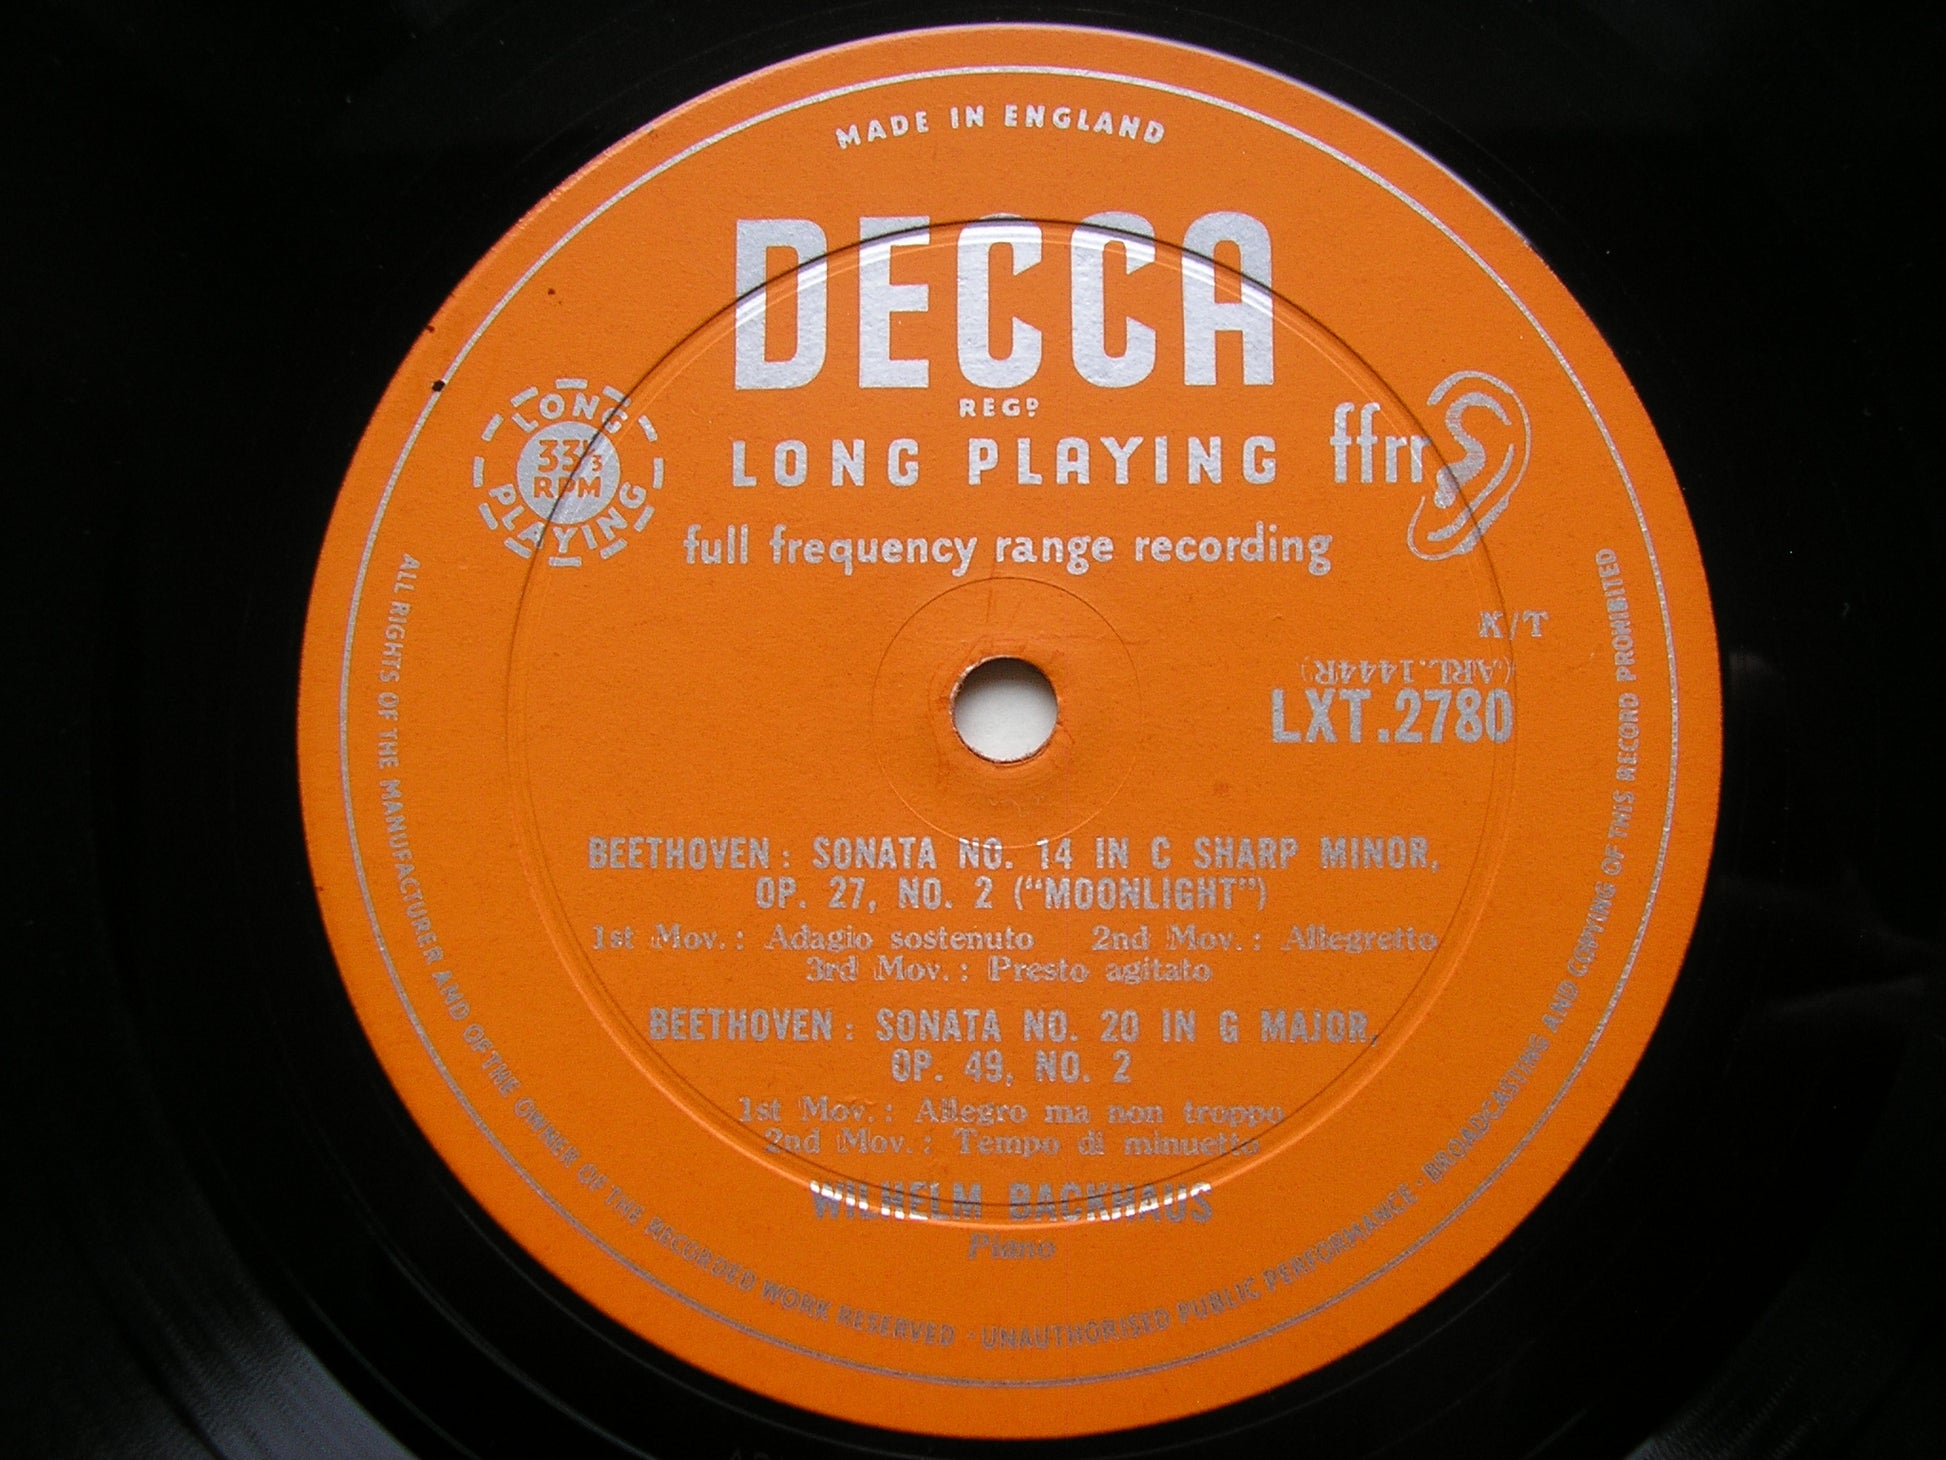 MADE IN ENGLAND
DECCA
REGD.
LONG PLAYING
ffrr
LONG
33 1/3
RPM
PLAYING
full frequency range recording
K/T
(ARL.1444R)
LXT.2780
BEETHOVEN : SONATA NO. 14 IN C SHARP MINOR,
OP. 27, NO. 2 ("MOONLIGHT")
1st Mov. : Adagio sostenuto 2nd Mov. : Allegretto
3rd Mov. : Presto agitato
BEETHOVEN : SONATA NO. 20 IN G MAJOR,
OP. 49, NO. 2
1st Mov. : Allegro ma non troppo
2nd Mov. : Tempo di minuetto
WILHELM BACKHAUS
Piano
ALL RIGHTS OF THE MANUFACTURER AND OF THE OWNER OF THE RECORDED WORK RESERVED · UNAUTHORISED PUBLIC PERFORMANCE · BROADCASTING AND COPYING OF THIS RECORD PROHIBITED